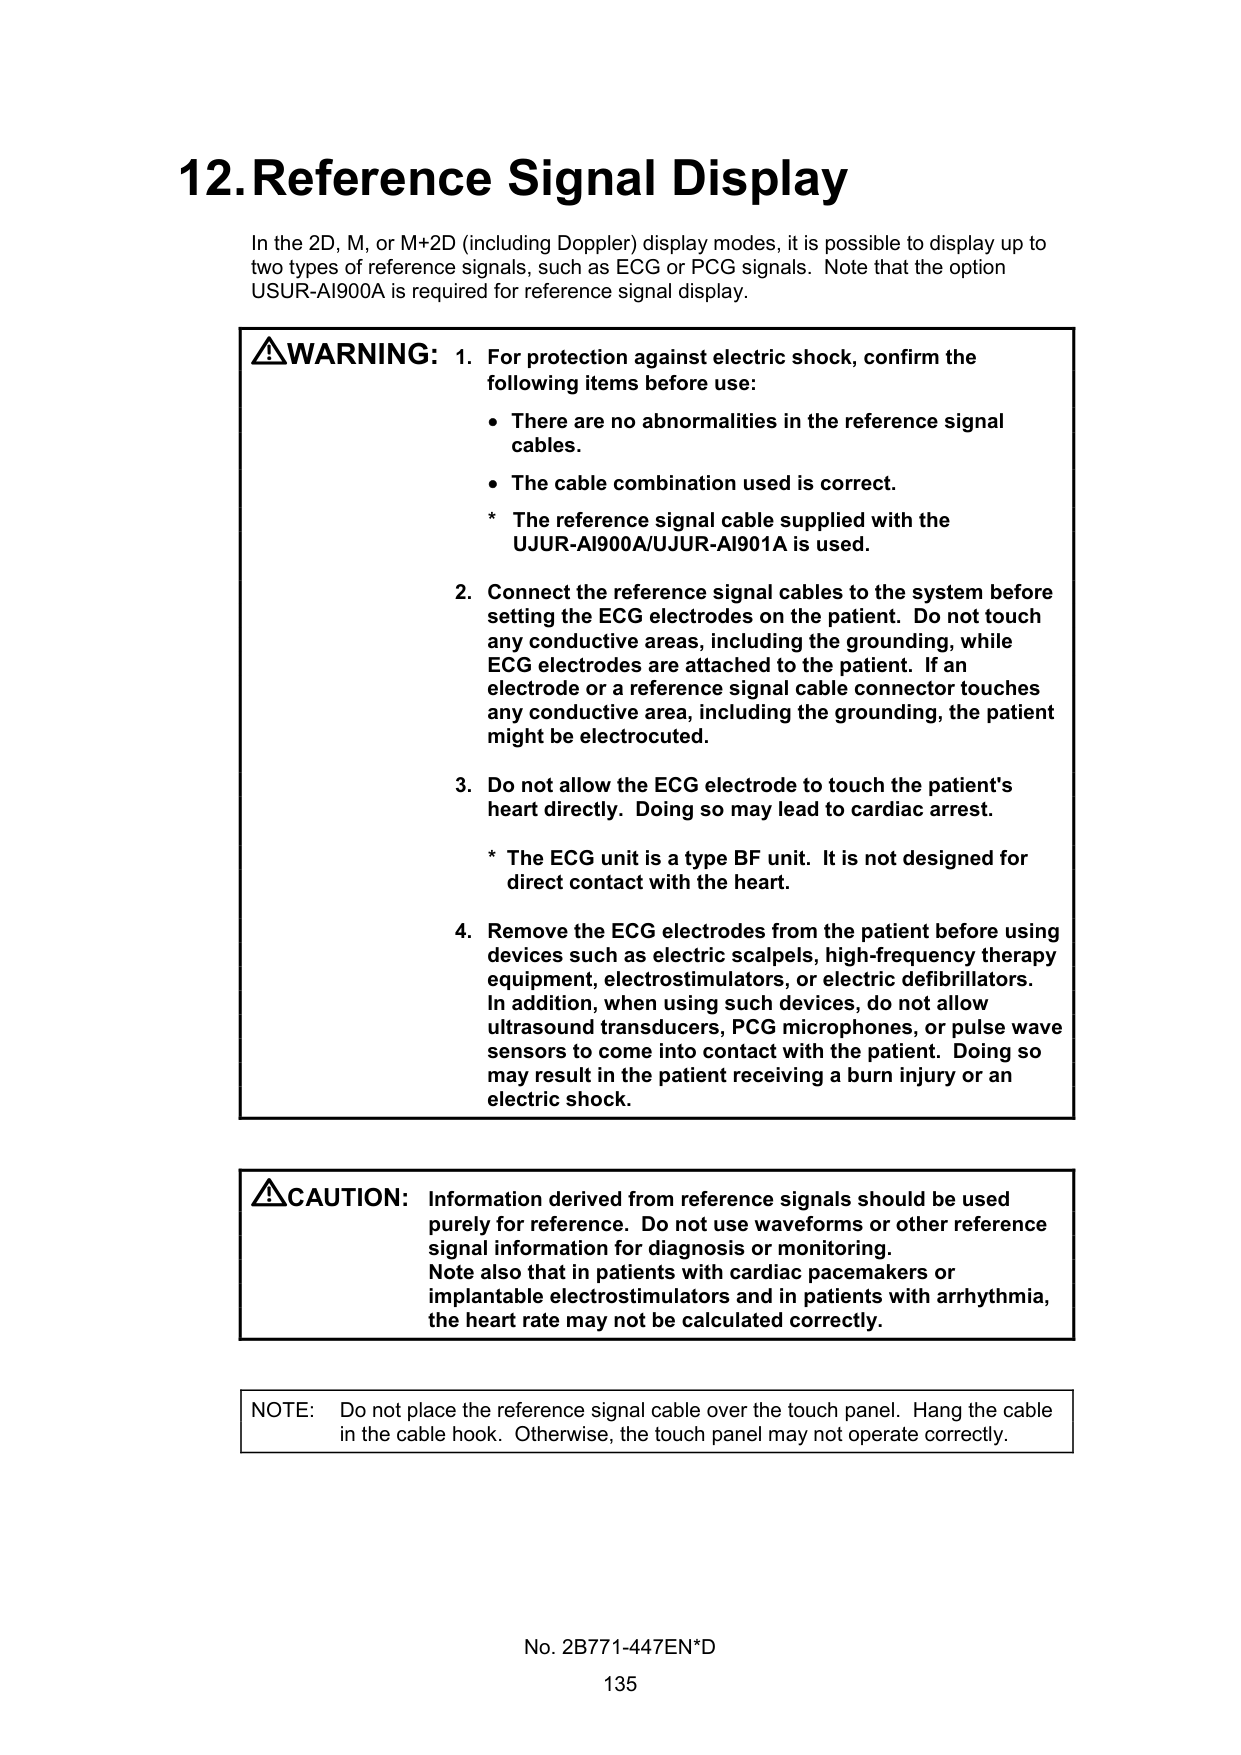 12. Reference Signal Display
In the 2D, M, or M+2D (including Doppler) display modes, it is possible to display up to
two types of reference signals, such as ECG or PCG signals.  Note that the option
USUR-AI900A is required for reference signal display.
⚠WARNING: 1. For protection against electric shock, confirm the
following items before use:
• There are no abnormalities in the reference signal
cables.
• The cable combination used is correct.
* The reference signal cable supplied with the
UJUR-AI900A/UJUR-AI901A is used.
2. Connect the reference signal cables to the system before
setting the ECG electrodes on the patient.  Do not touch
any conductive areas, including the grounding, while
ECG electrodes are attached to the patient.  If an
electrode or a reference signal cable connector touches
any conductive area, including the grounding, the patient
might be electrocuted.
3. Do not allow the ECG electrode to touch the patient's
heart directly.  Doing so may lead to cardiac arrest.
* The ECG unit is a type BF unit.  It is not designed for
direct contact with the heart.
4. Remove the ECG electrodes from the patient before using
devices such as electric scalpels, high-frequency therapy
equipment, electrostimulators, or electric defibrillators.
In addition, when using such devices, do not allow
ultrasound transducers, PCG microphones, or pulse wave
sensors to come into contact with the patient.  Doing so
may result in the patient receiving a burn injury or an
electric shock.
⚠CAUTION: Information derived from reference signals should be used
purely for reference.  Do not use waveforms or other reference
signal information for diagnosis or monitoring.
Note also that in patients with cardiac pacemakers or
implantable electrostimulators and in patients with arrhythmia,
the heart rate may not be calculated correctly.
NOTE: Do not place the reference signal cable over the touch panel.  Hang the cable
in the cable hook.  Otherwise, the touch panel may not operate correctly.
No. 2B771-447EN*D
135